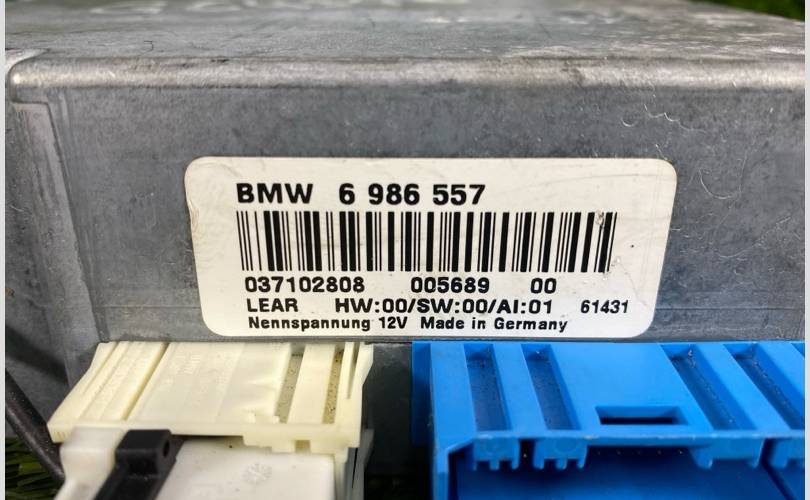 BMW 6 986 557
037102808 005689 00
LEAR HW:00/SW:00/AI:01 61431
Nennspannung 12V Made in Germany